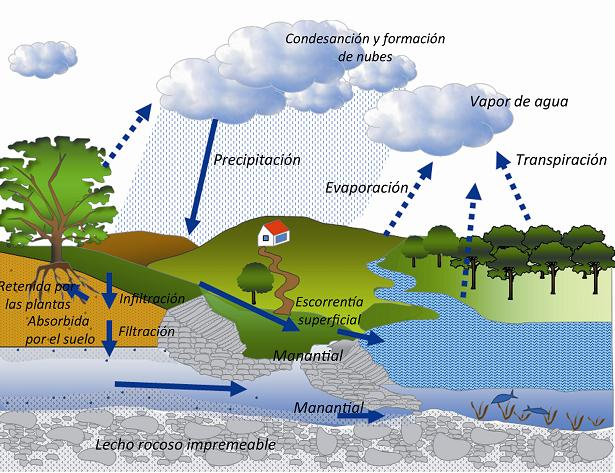 Condesanción y formación
de nubes
Vapor de agua
Precipitación
Transpiración
Evaporación
Retenida por
las plantas
Infiltración
Absorbida
por el suelo
Filtración
Escorrentía
superficial
Manantial
Manantial
Lecho rocoso impremeable